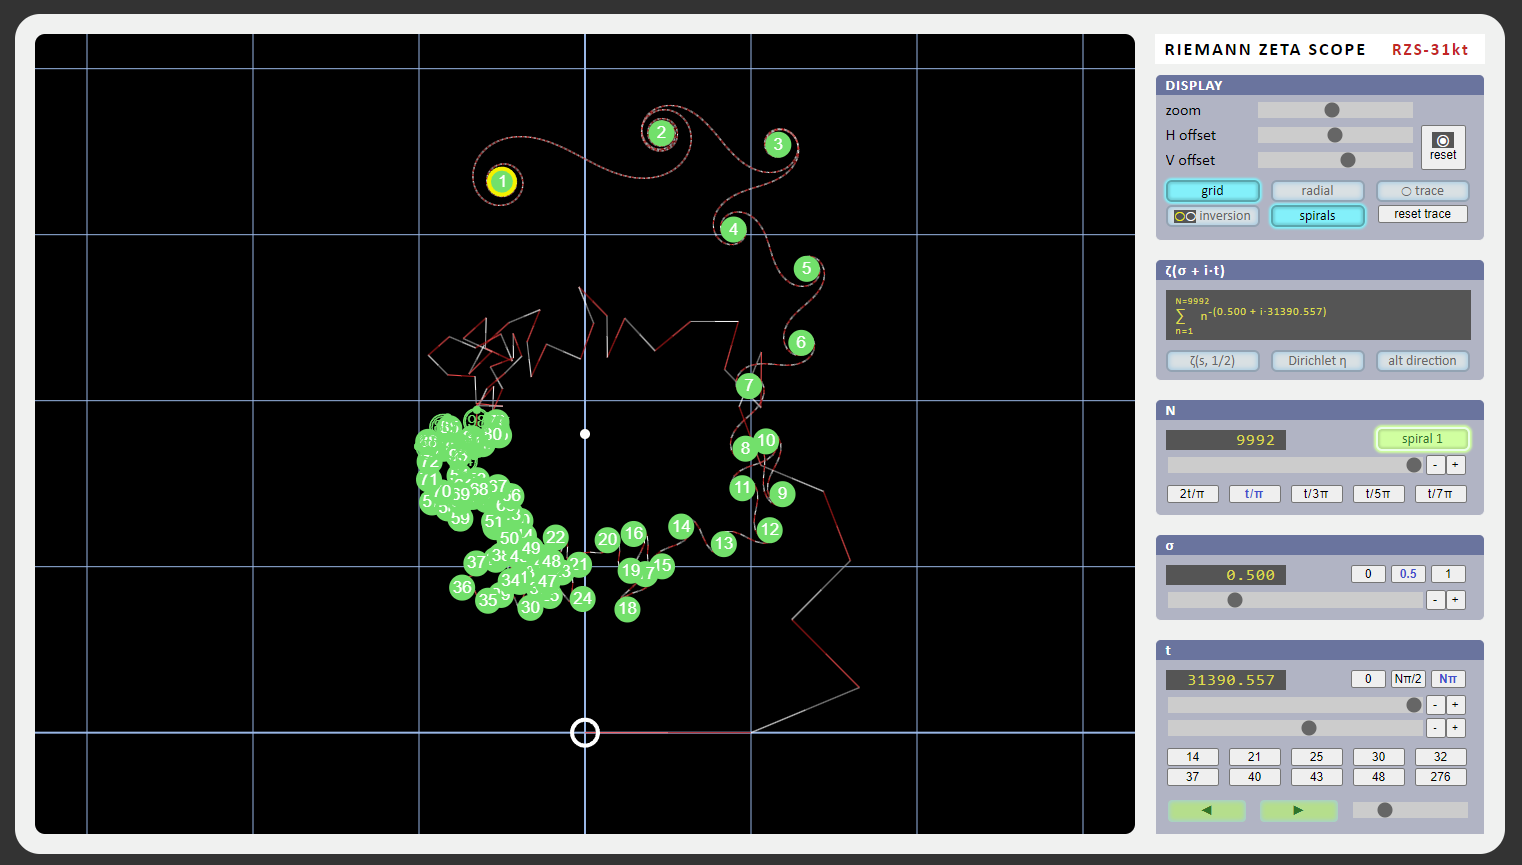 RIEMANN ZETA SCOPE RZS-31kt
DISPLAY
zoom
H offset
V offset
reset
grid radial trace
inversion spirals reset trace
ζ(σ + i·t)
N=9992
∑ n-(0.500 + i·31390.557)
n=1
ζ(s, 1/2) Dirichlet η alt direction
N
9992 spiral 1
- +
2t/π t/π t/3π t/5π t/7π
σ
0.500 0 0.5 1
- +
t
31390.557 0 Nπ/2 Nπ
- +
- +
14 21 25 30 32
37 40 43 48 276
1
2
3
4
5
6
7
8
10
11
9
12
13
14
16
20
22
15
19
21
18
24
30
35
36
37
34
47
48
49
50
51
59
68
69
70
71
72
67
80